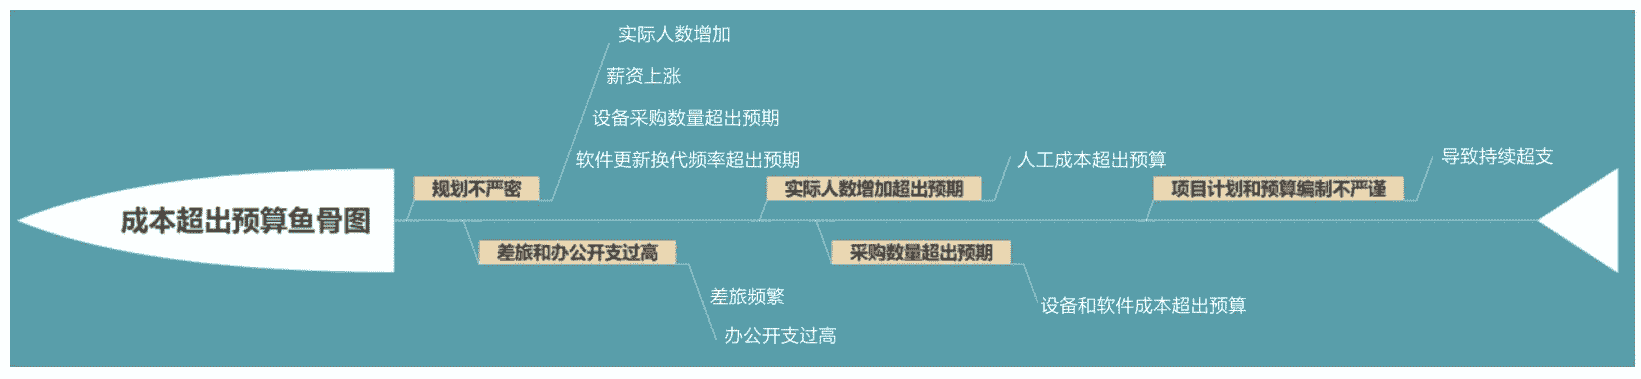 成本超出预算鱼骨图
规划不严密
实际人数增加
薪资上涨
设备采购数量超出预期
软件更新换代频率超出预期
差旅和办公开支过高
差旅频繁
办公开支过高
实际人数增加超出预期
人工成本超出预算
采购数量超出预期
设备和软件成本超出预算
项目计划和预算编制不严谨
导致持续超支